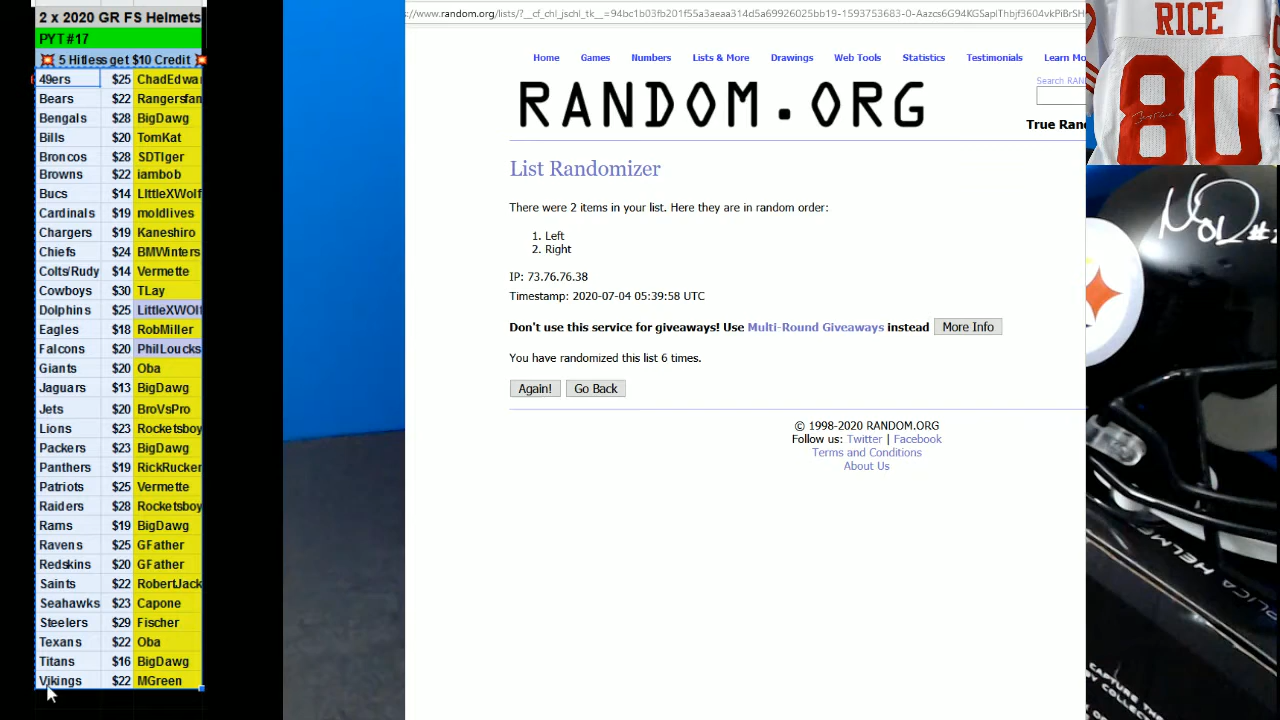 2 x 2020 GR FS Helmets
PYT #17
5 Hitless get $10 Credit
49ers $25 ChadEdwar
Bears $22 Rangersfan
Bengals $28 BigDawg
Bills $20 TomKat
Broncos $28 SDTIger
Browns $22 iambob
Bucs $14 LIttleXWolf
Cardinals $19 moldlives
Chargers $19 Kaneshiro
Chiefs $24 BMWinters
Colts/Rudy $14 Vermette
Cowboys $30 TLay
Dolphins $25 LittleXWOlf
Eagles $18 RobMiller
Falcons $20 PhilLoucks
Giants $20 Oba
Jaguars $13 BigDawg
Jets $20 BroVsPro
Lions $23 Rocketsboy
Packers $23 BigDawg
Panthers $19 RickRucker
Patriots $25 Vermette
Raiders $28 Rocketsboy
Rams $19 BigDawg
Ravens $25 GFather
Redskins $20 GFather
Saints $22 RobertJack
Seahawks $23 Capone
Steelers $29 Fischer
Texans $22 Oba
Titans $16 BigDawg
Vikings $22 MGreen
Home Games Numbers Lists & More Drawings Web Tools Statistics Testimonials Learn Mo
Search RAN
RANDOM.ORG
True Rand
List Randomizer
There were 2 items in your list. Here they are in random order:
1. Left
2. Right
IP: 73.76.76.38
Timestamp: 2020-07-04 05:39:58 UTC
Don't use this service for giveaways! Use Multi-Round Giveaways instead More Info
You have randomized this list 6 times.
Again! Go Back
© 1998-2020 RANDOM.ORG
Follow us: Twitter | Facebook
Terms and Conditions
About Us
RICE
80